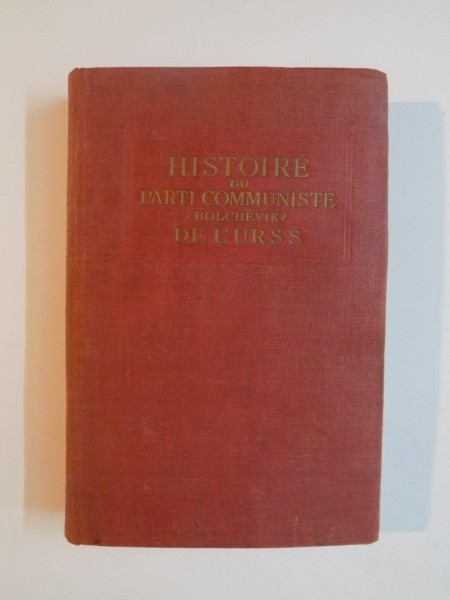 HISTOIRE
DU
PARTI COMMUNISTE
/BOLCHÉVIK/
DE L'U.R.S.S.